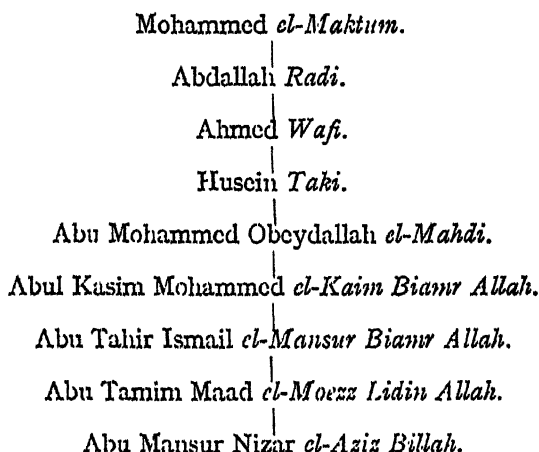 Mohammed el-Maktum.
Abdallah Radi.
Ahmed Wafi.
Husein Taki.
Abu Mohammed Obeydallah el-Mahdi.
Abul Kasim Mohammed el-Kaim Biamr Allah.
Abu Tahir Ismail el-Mansur Biamr Allah.
Abu Tamim Maad el-Moezz Lidin Allah.
Abu Mansur Nizar el-Aziz Billah.